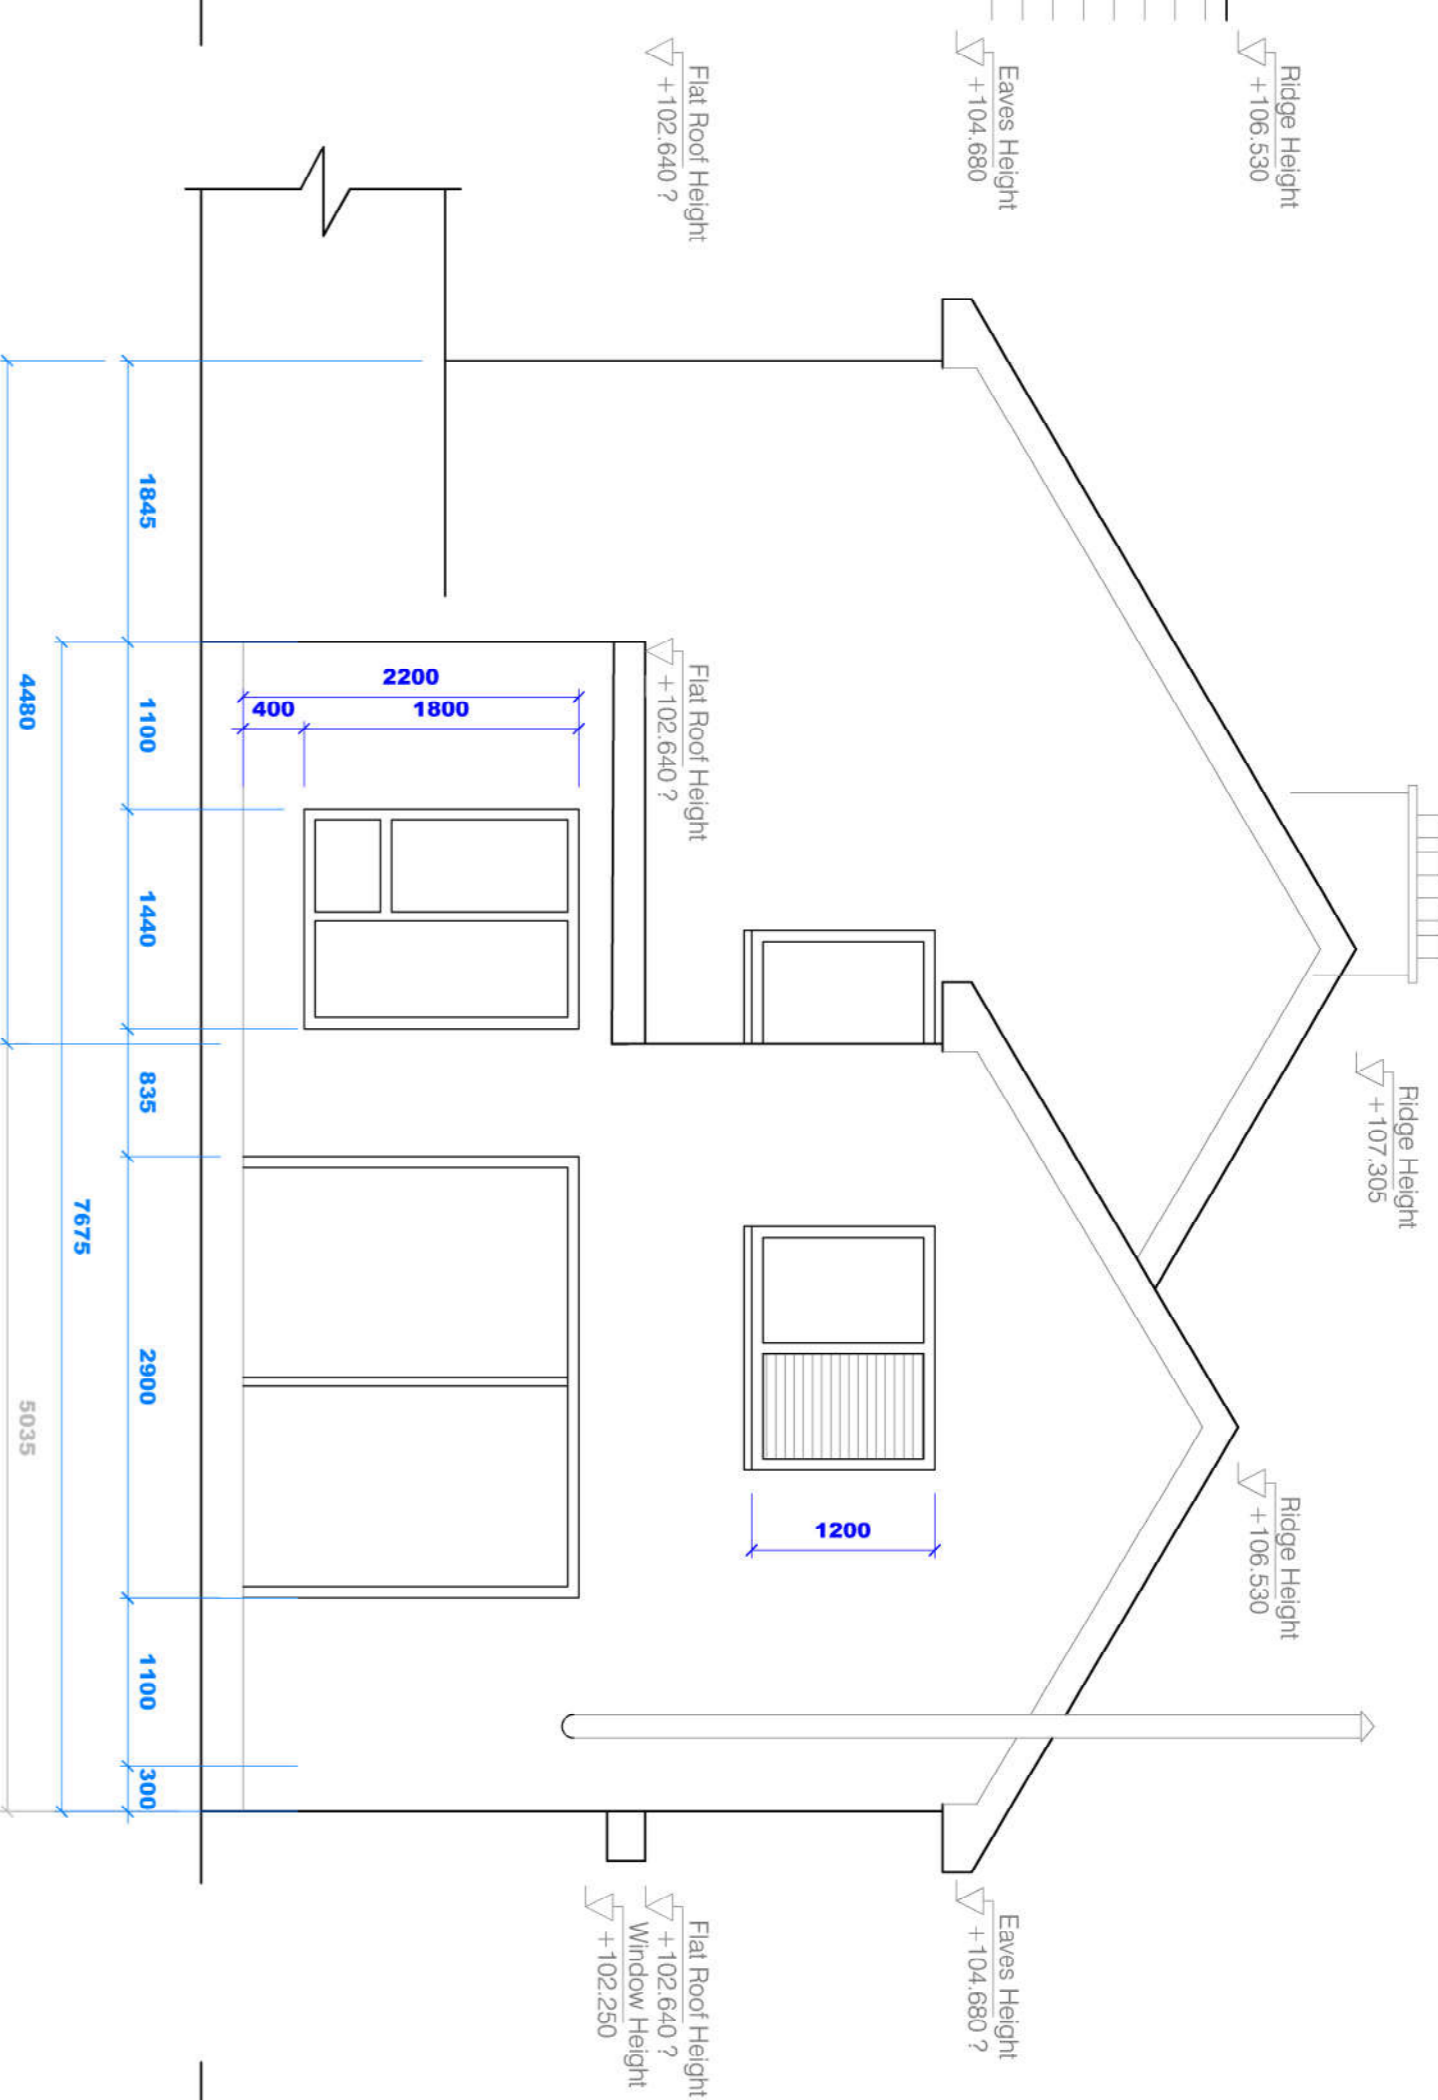 Ridge Height
+106.530
Eaves Height
+104.680
Flat Roof Height
+102.640 ?
Ridge Height
+107.305
Ridge Height
+106.530
Flat Roof Height
+102.640 ?
Eaves Height
+104.680 ?
Flat Roof Height
+102.640 ?
Window Height
+102.250
2200
400
1800
1200
1845
1100
1440
835
2900
1100
300
7675
4480
5035